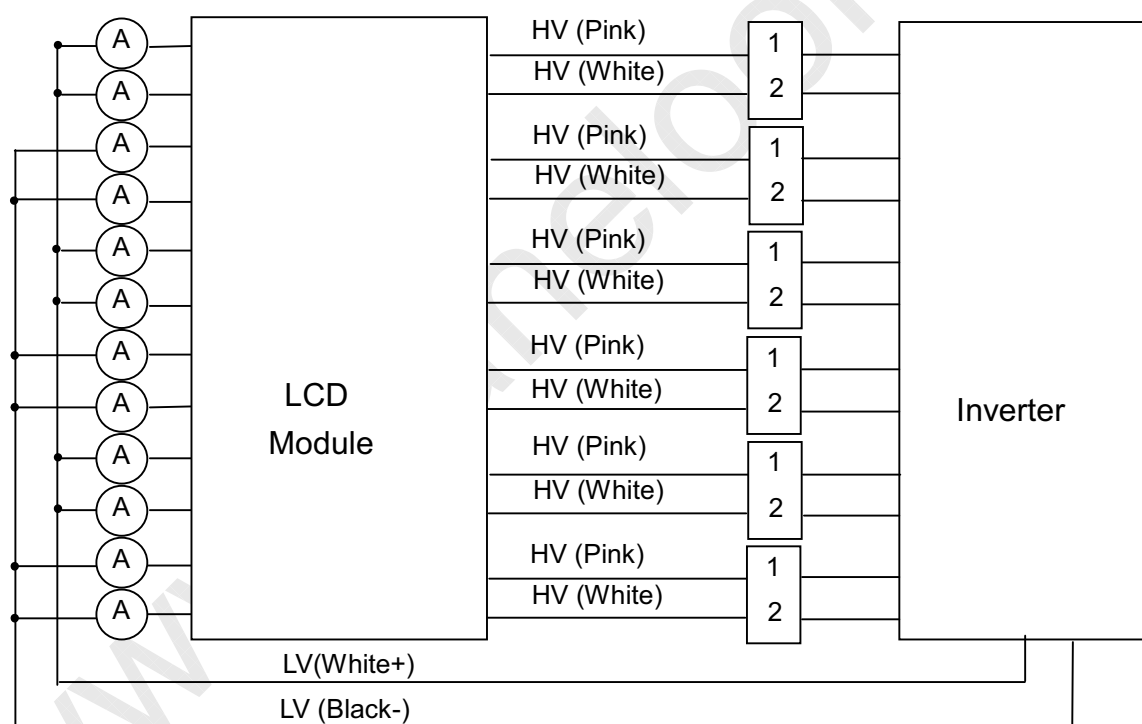 A
A
A
A
A
A
A
A
A
A
A
A
LCD
Module
HV (Pink)
HV (White)
1
2
HV (Pink)
HV (White)
1
2
HV (Pink)
HV (White)
1
2
HV (Pink)
HV (White)
1
2
HV (Pink)
HV (White)
1
2
HV (Pink)
HV (White)
1
2
Inverter
LV(White+)
LV (Black-)